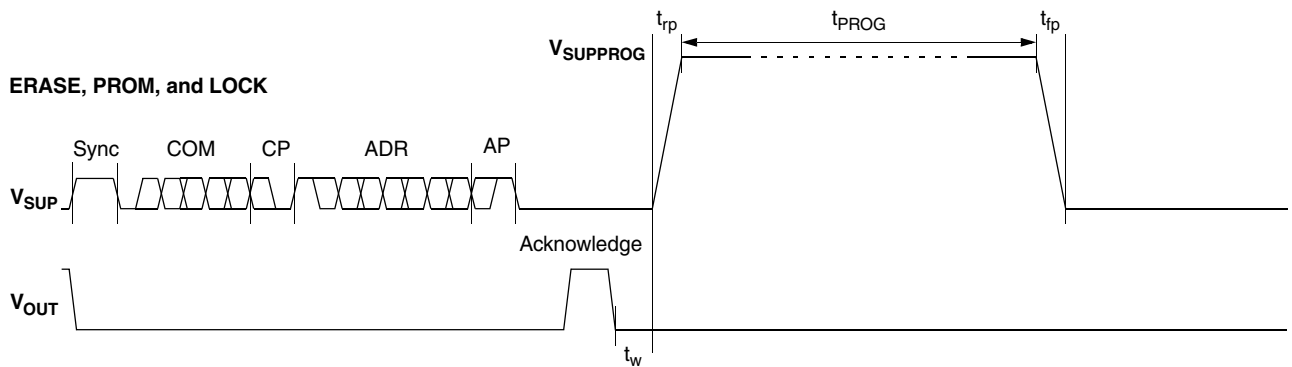 t_rp t_PROG t_fp
V_SUPPROG
ERASE, PROM, and LOCK
Sync COM CP ADR AP
V_SUP
Acknowledge
V_OUT
t_w